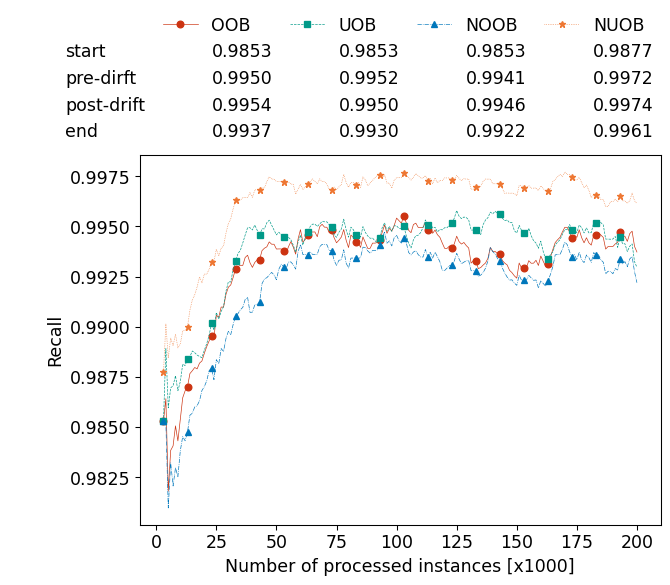 OOB UOB NOOB NUOB
start 0.9853 0.9853 0.9853 0.9877
pre-dirft 0.9950 0.9952 0.9941 0.9972
post-drift 0.9954 0.9950 0.9946 0.9974
end 0.9937 0.9930 0.9922 0.9961
0.9975
0.9950
0.9925
0.9900
0.9875
0.9850
0.9825
Recall
0 25 50 75 100 125 150 175 200
Number of processed instances [x1000]